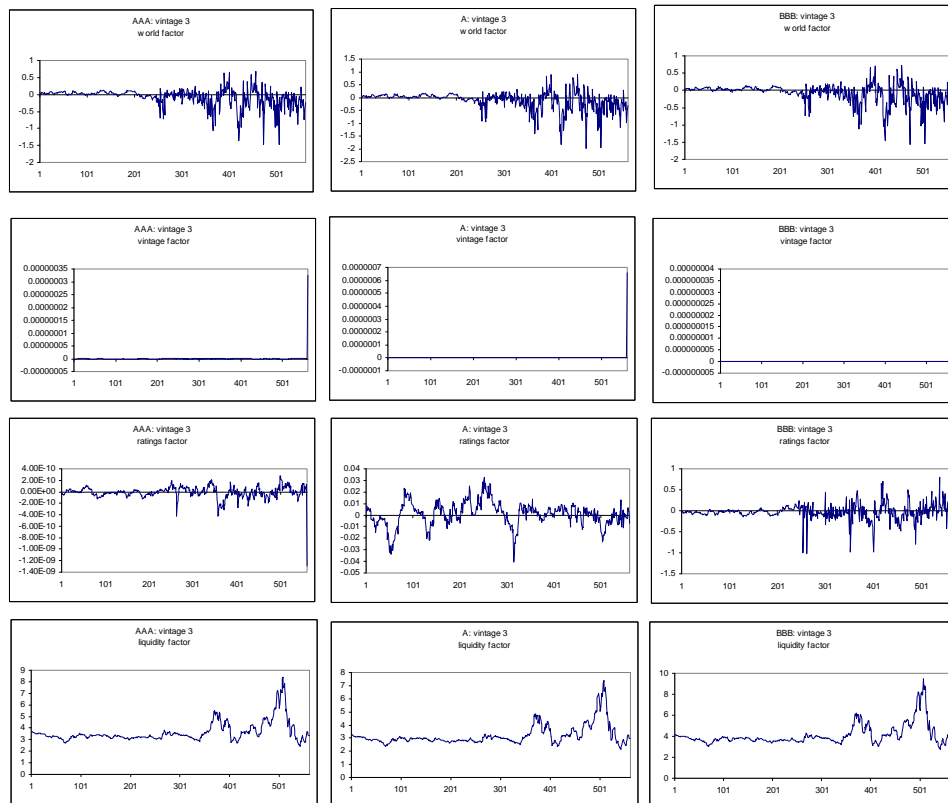 AAA: vintage 3
w orld factor
1
0.5
0
-0.5
-1
-1.5
-2
1 101 201 301 401 501
A: vintage 3
w orld factor
1.5
1
0.5
0
-0.5
-1
-1.5
-2
-2.5
1 101 201 301 401 501
BBB: vintage 3
w orld factor
1
0.5
0
-0.5
-1
-1.5
-2
1 101 201 301 401 501
AAA: vintage 3
vintage factor
0.00000035
0.0000003
0.00000025
0.0000002
0.00000015
0.0000001
0.00000005
0
-0.00000005
1 101 201 301 401 501
A: vintage 3
vintage factor
0.0000007
0.0000006
0.0000005
0.0000004
0.0000003
0.0000002
0.0000001
0
-0.0000001
1 101 201 301 401 501
BBB: vintage 3
vintage factor
0.00000004
0.000000035
0.00000003
0.000000025
0.00000002
0.000000015
0.00000001
0.000000005
0
-0.000000005
1 101 201 301 401 501
AAA: vintage 3
ratings factor
4.00E-10
2.00E-10
0.00E+00
-2.00E-10
-4.00E-10
-6.00E-10
-8.00E-10
-1.00E-09
-1.20E-09
-1.40E-09
1 101 201 301 401 501
A: vintage 3
ratings factor
0.04
0.03
0.02
0.01
0
-0.01
-0.02
-0.03
-0.04
-0.05
1 101 201 301 401 501
BBB: vintage 3
ratings factor
1
0.5
0
-0.5
-1
-1.5
1 101 201 301 401 501
AAA: vintage 3
liquidity factor
9
8
7
6
5
4
3
2
1
0
1 101 201 301 401 501
A: vintage 3
liquidity factor
8
7
6
5
4
3
2
1
0
1 101 201 301 401 501
BBB: vintage 3
liquidity factor
10
8
6
4
2
0
1 101 201 301 401 501